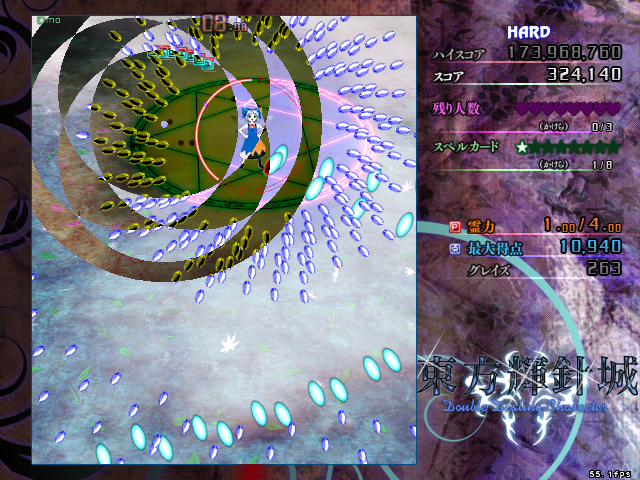 Cirno
HARD
ハイスコア 173,968,760
スコア 324,140
残り人数
(かけら) 0/3
スペルカード
(かけら) 1/8
P 霊力 1.00/4.00
最大得点 10,940
グレイズ 263
東方輝針城
Double Dealing Character
55.1fps